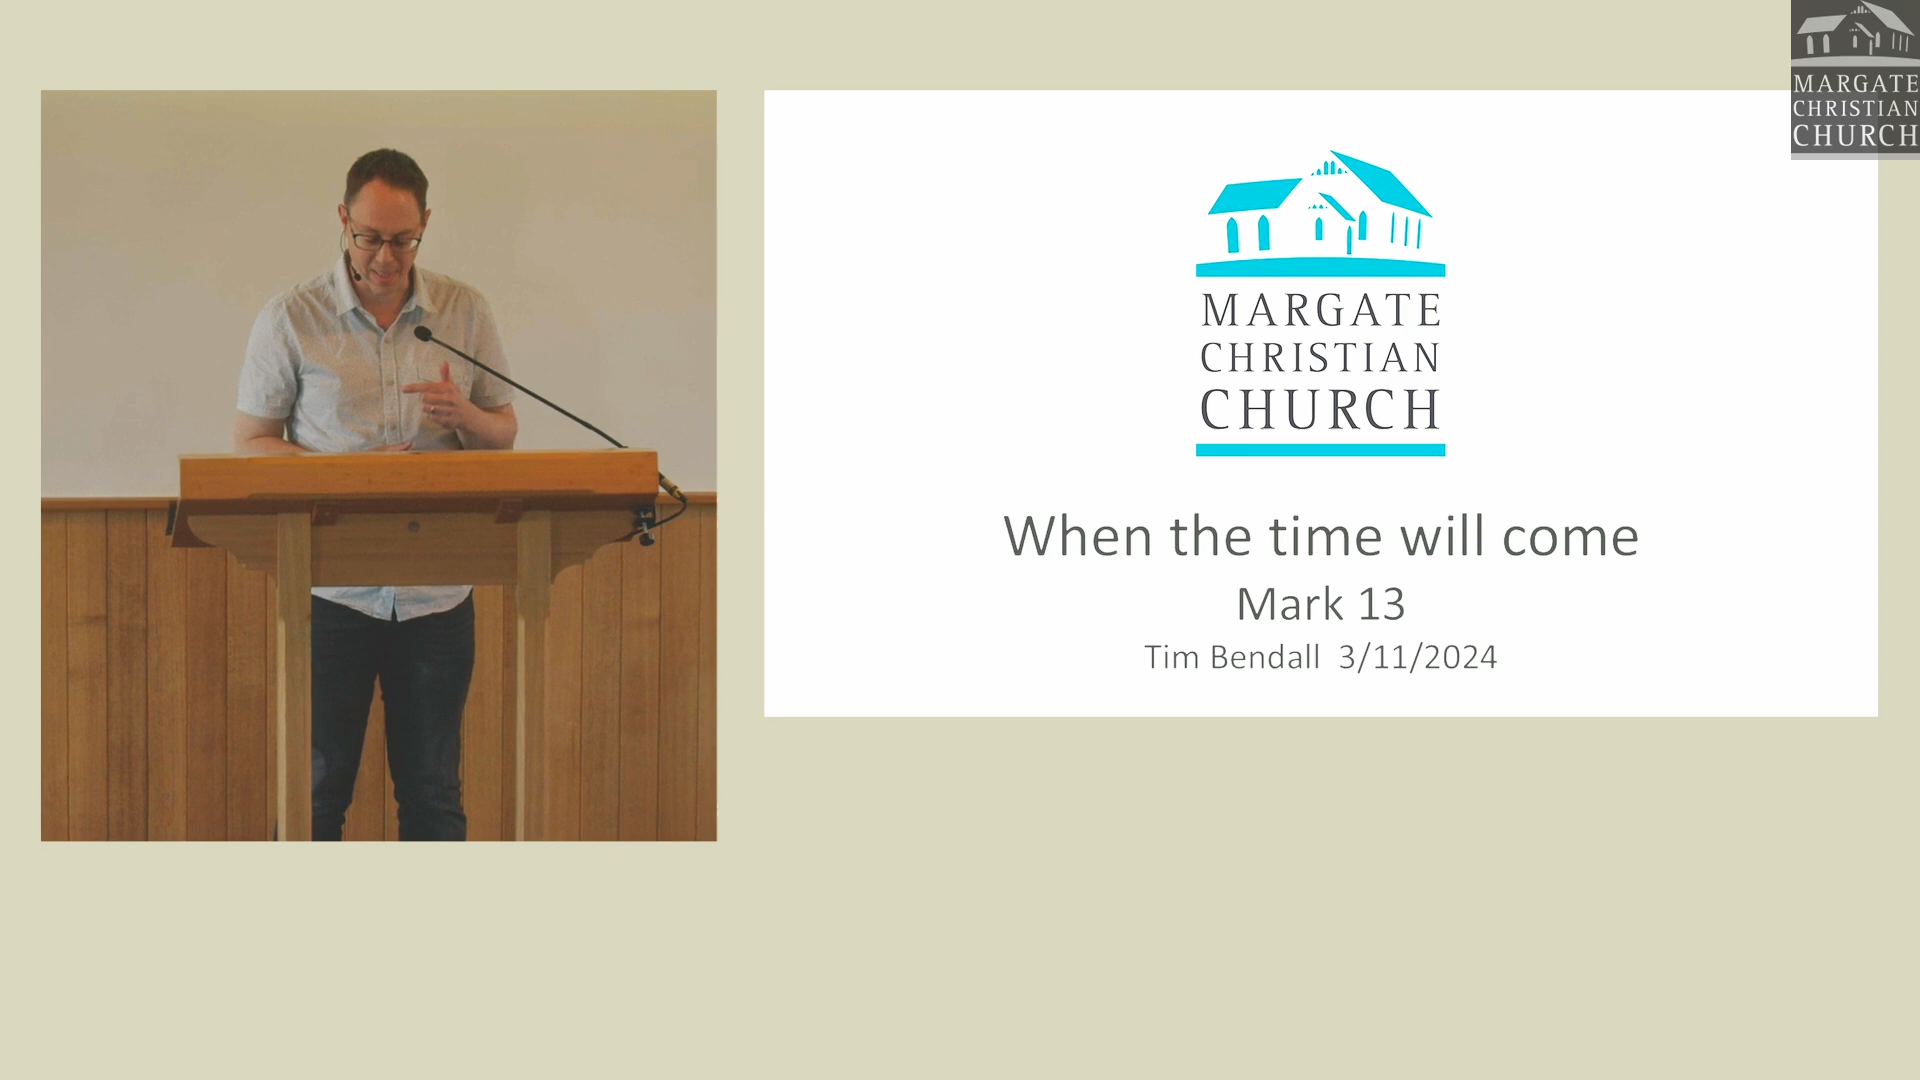 MARGATE
CHRISTIAN
CHURCH
MARGATE
CHRISTIAN
CHURCH
When the time will come
Mark 13
Tim Bendall 3/11/2024